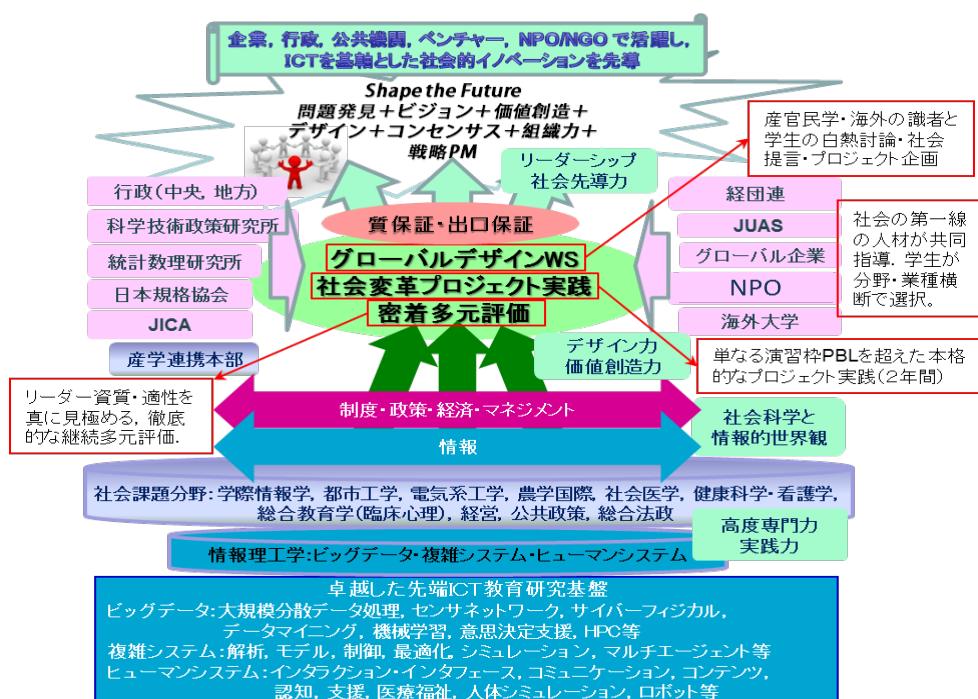 企業, 行政, 公共機関, ベンチャー, NPO/NGO で活躍し,
ICTを基軸とした社会的イノベーションを先導
Shape the Future
問題発見＋ビジョン＋価値創造＋
デザイン＋コンセンサス＋組織力＋
戦略PM
産官民学・海外の識者と
学生の白熱討論・社会
提言・プロジェクト企画
リーダーシップ
社会先導力
行政(中央, 地方)
科学技術政策研究所
統計数理研究所
日本規格協会
JICA
産学連携本部
質保証・出口保証
グローバルデザインWS
社会変革プロジェクト実践
密着多元評価
経団連
JUAS
グローバル企業
NPO
海外大学
社会の第一線
の人材が共同
指導. 学生が
分野・業種横
断で選択。
デザイン力
価値創造力
単なる演習枠PBLを超えた本格
的なプロジェクト実践(2年間)
リーダー資質・適性を
真に見極める, 徹底
的な継続多元評価.
制度・政策・経済・マネジメント
情報
社会科学と
情報的世界観
社会課題分野：学際情報学, 都市工学, 電気系工学, 農学国際, 社会医学, 健康科学・看護学,
総合教育学(臨床心理), 経営, 公共政策, 総合法政
高度専門力
実践力
情報理工学：ビッグデータ・複雑システム・ヒューマンシステム
卓越した先端ICT教育研究基盤
ビッグデータ：大規模分散データ処理, センサネットワーク, サイバーフィジカル,
データマイニング, 機械学習, 意思決定支援, HPC等
複雑システム：解析, モデル, 制御, 最適化, シミュレーション, マルチエージェント等
ヒューマンシステム：インタラクション・インタフェース, コミュニケーション, コンテンツ,
認知, 支援, 医療福祉, 人体シミュレーション, ロボット等